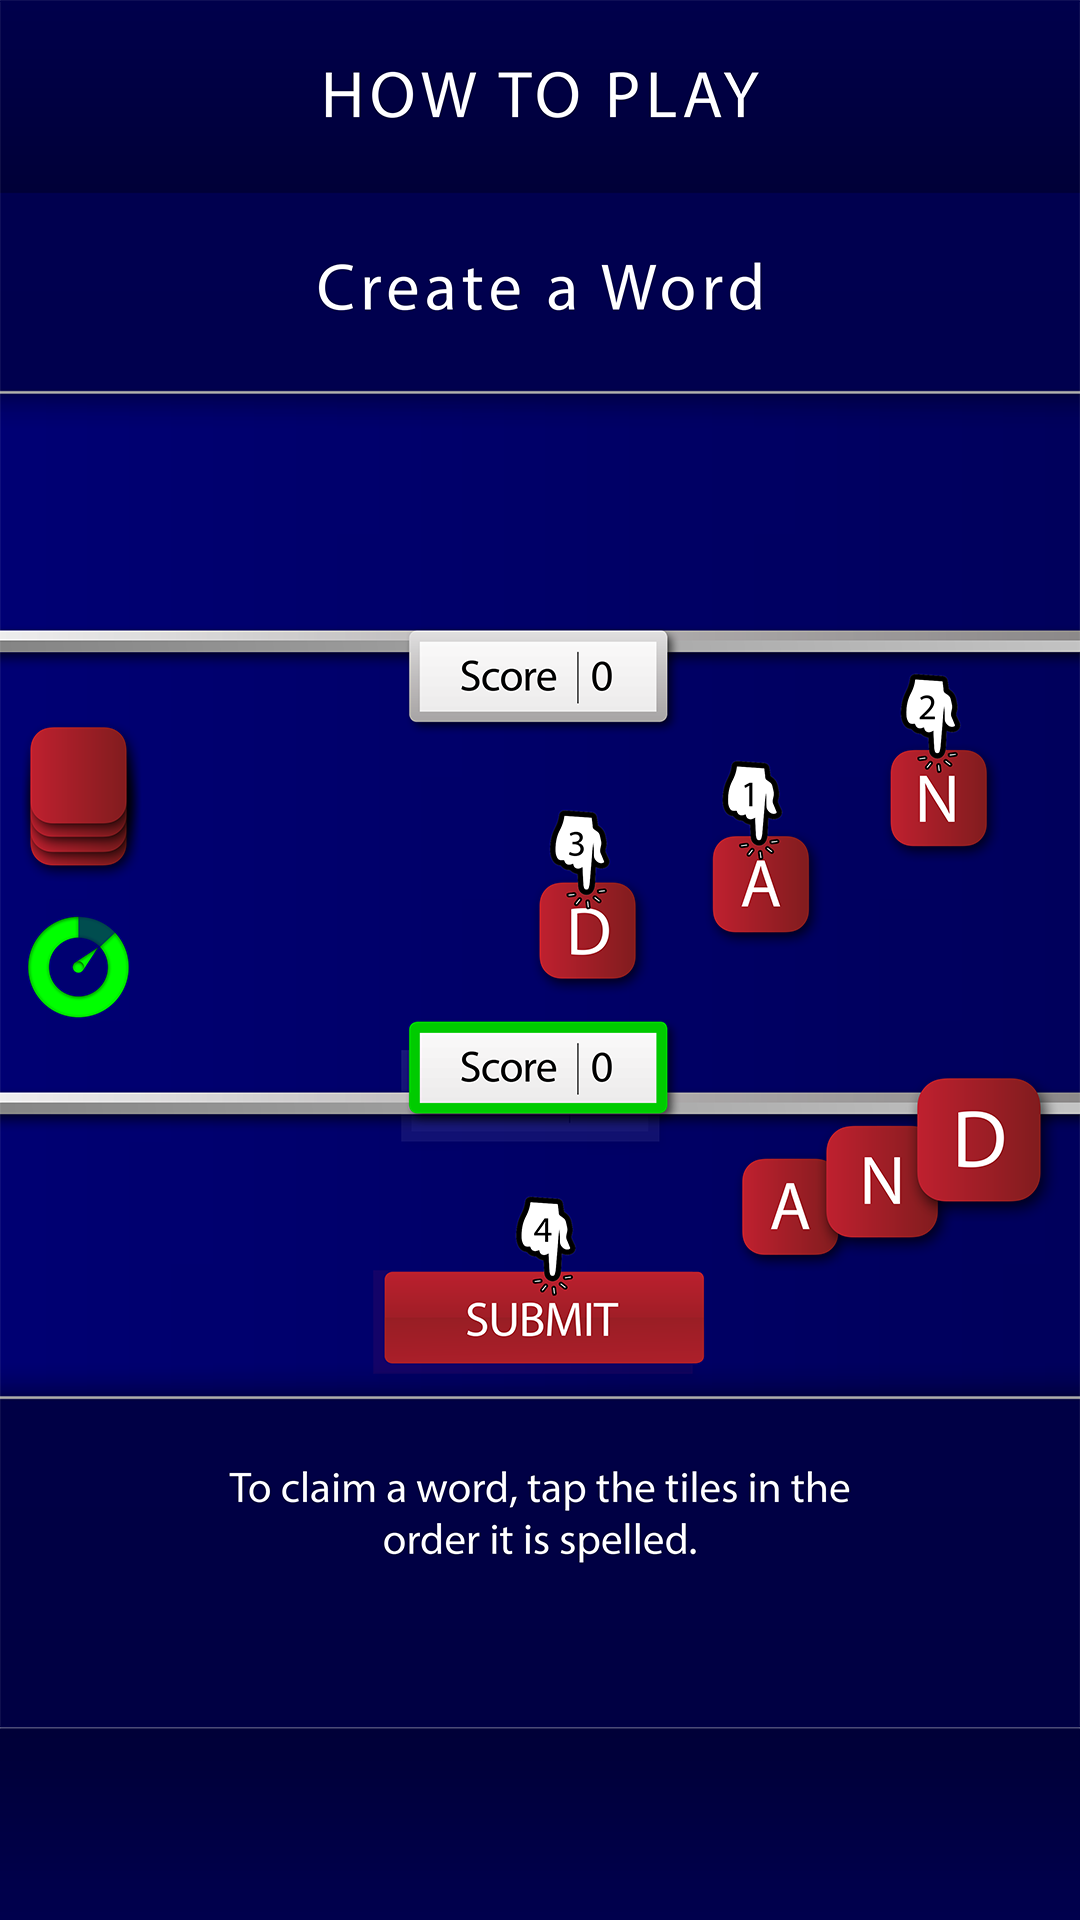 HOW TO PLAY
Create a Word
Score 0
2
N
1
A
3
D
Score 0
A N D
4
SUBMIT
To claim a word, tap the tiles in the
order it is spelled.